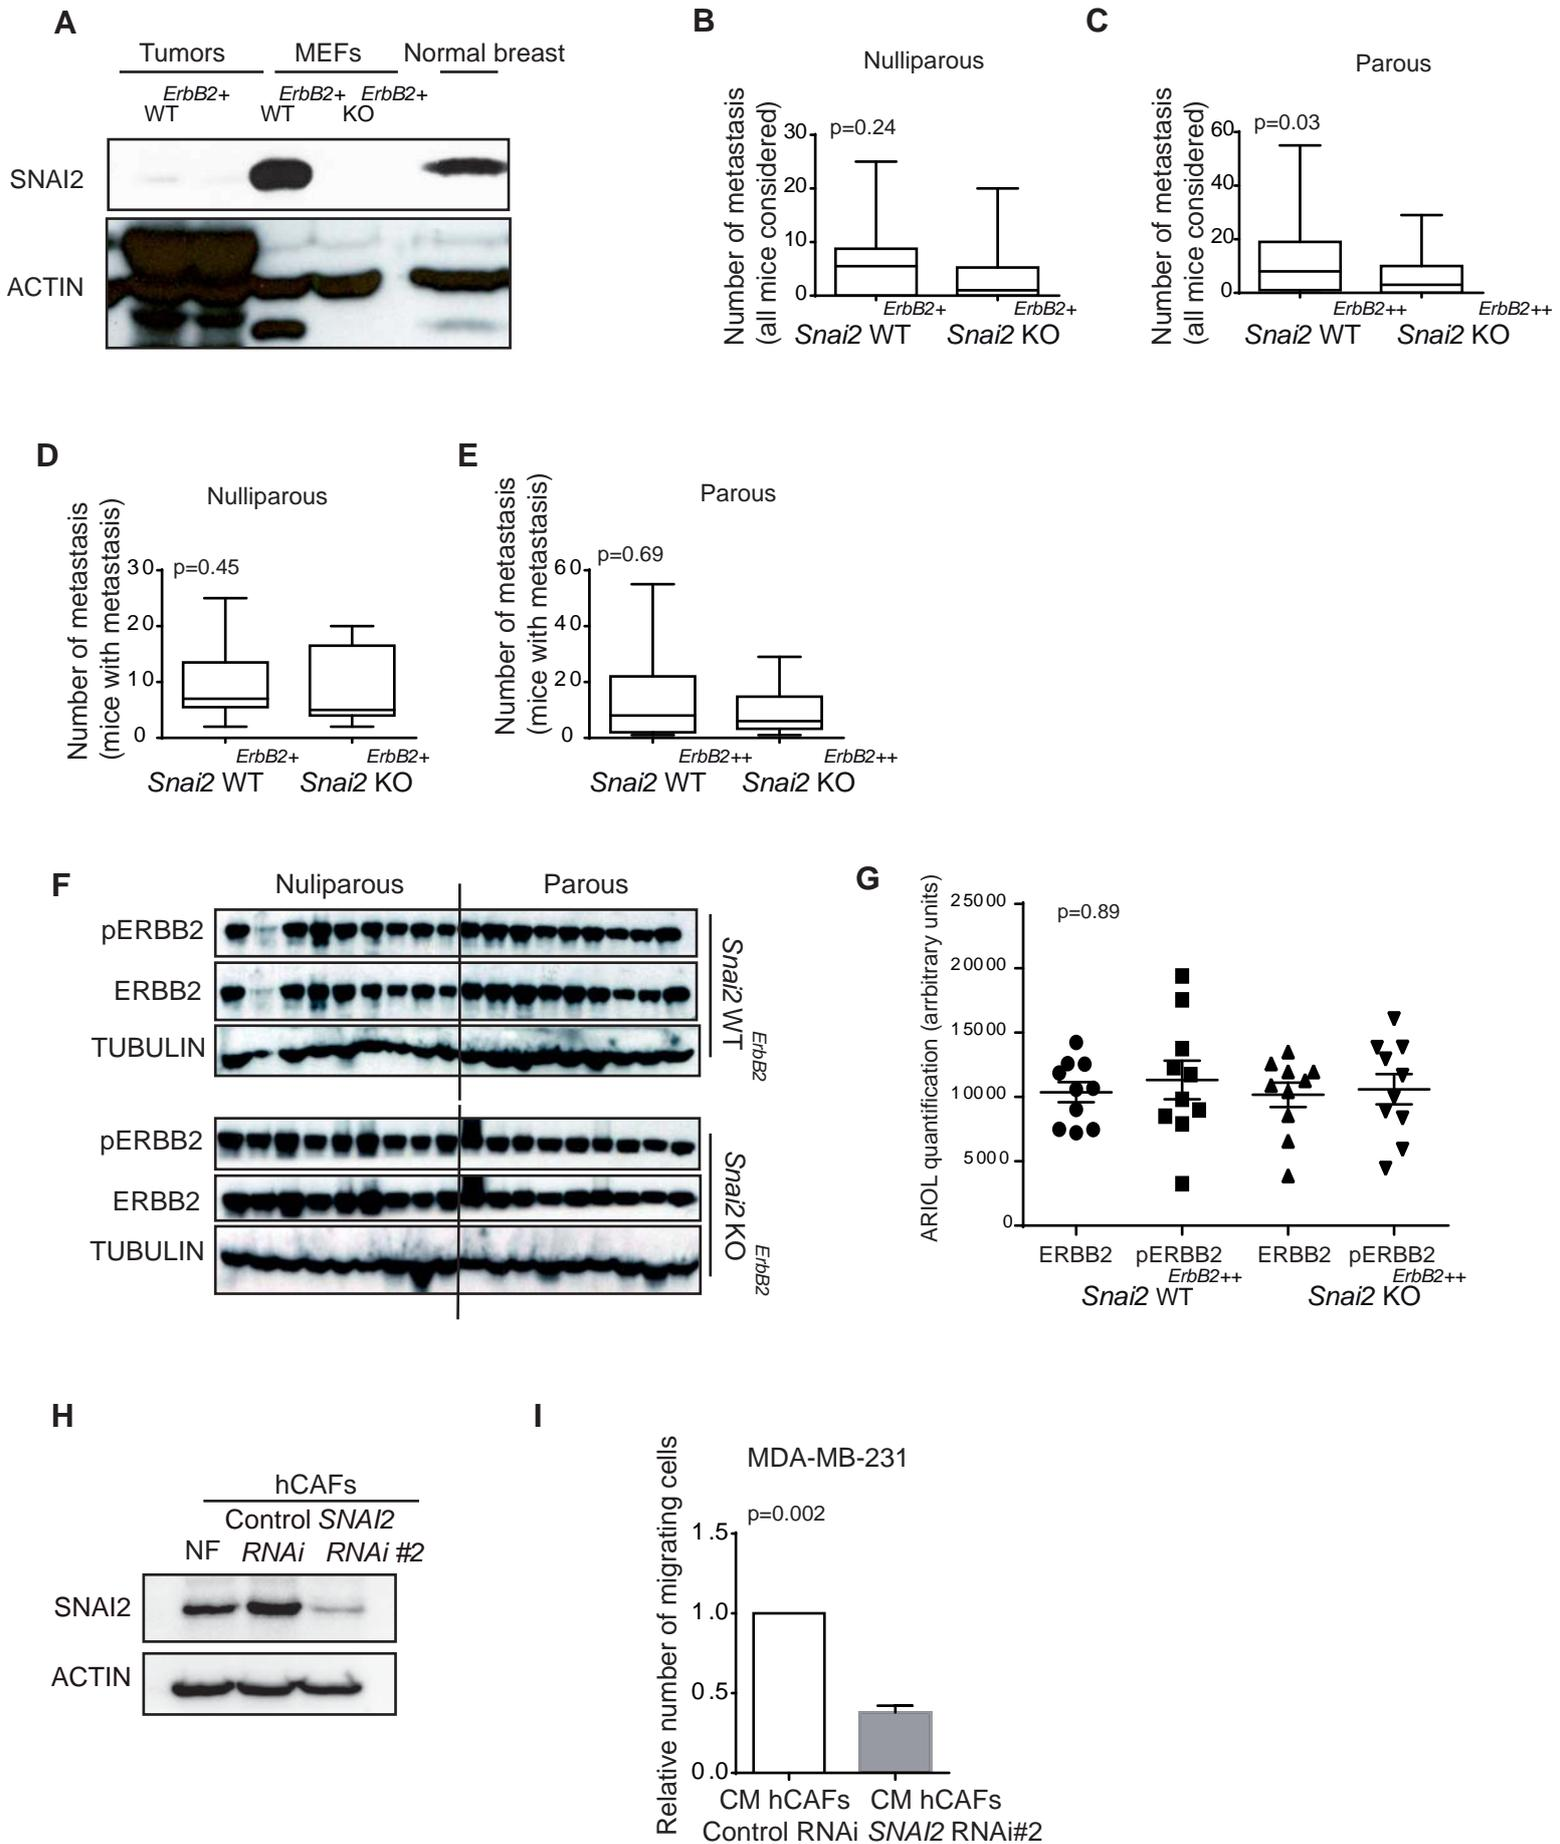 A
Tumors MEFs Normal breast
ErbB2+ ErbB2+ ErbB2+
WT WT KO
SNAI2
ACTIN
B
Nulliparous
Number of metastasis
(all mice considered)
p=0.24
30
20
10
0
ErbB2+ ErbB2+
Snai2 WT Snai2 KO
C
Parous
Number of metastasis
(all mice considered)
p=0.03
60
40
20
0
ErbB2++ ErbB2++
Snai2 WT Snai2 KO
D
Nulliparous
Number of metastasis
(mice with metastasis)
p=0.45
30
20
10
0
ErbB2+ ErbB2+
Snai2 WT Snai2 KO
E
Parous
Number of metastasis
(mice with metastasis)
p=0.69
60
40
20
0
ErbB2++ ErbB2++
Snai2 WT Snai2 KO
F
Nuliparous Parous
pERBB2
ERBB2
TUBULIN
Snai2 WT ErbB2
pERBB2
ERBB2
TUBULIN
Snai2 KO ErbB2
G
ARIOL quantification (arrbitrary units)
p=0.89
25000
20000
15000
10000
5000
0
ERBB2 pERBB2 ERBB2 pERBB2
ErbB2++ ErbB2++
Snai2 WT Snai2 KO
H
hCAFs
Control SNAI2
NF RNAi RNAi #2
SNAI2
ACTIN
I
MDA-MB-231
Relative number of migrating cells
p=0.002
1.5
1.0
0.5
0.0
CM hCAFs CM hCAFs
Control RNAi SNAI2 RNAi#2